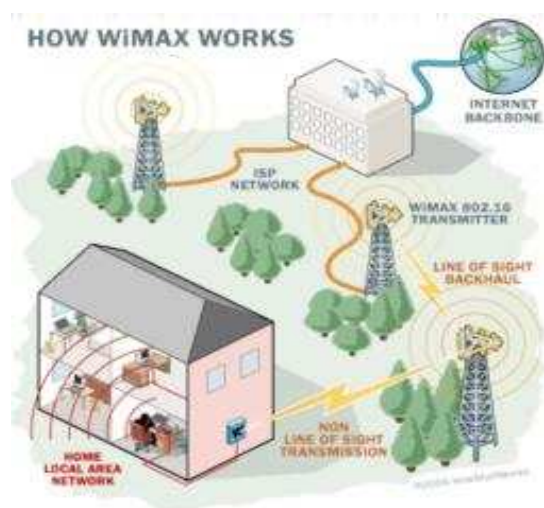 HOW WiMAX WORKS
INTERNET
BACKBONE
ISP
NETWORK
WiMAX 802.16
TRANSMITTER
LINE OF SIGHT
BACKHAUL
NON
LINE OF SIGHT
TRANSMISSION
HOME
LOCAL AREA
NETWORK